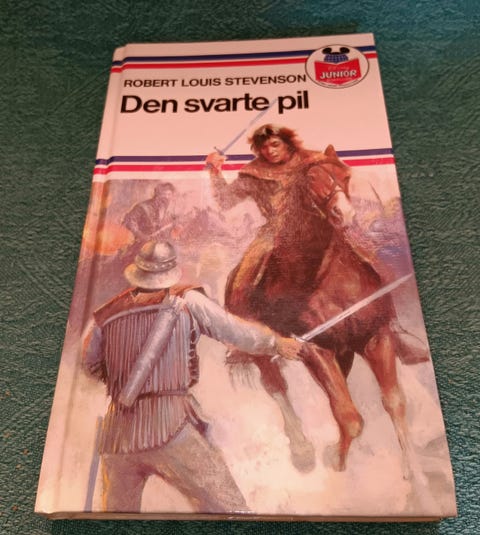 ROBERT LOUIS STEVENSON
Den svarte pil
JUNIOR